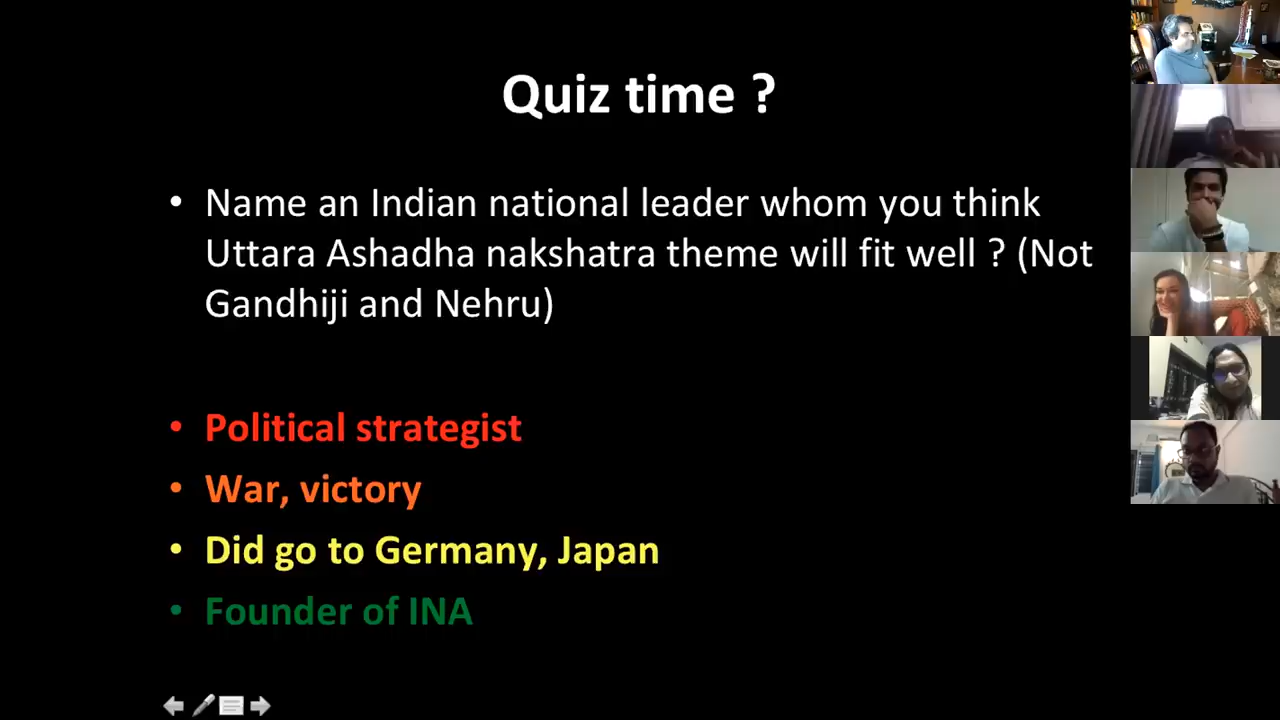 Quiz time ?
• Name an Indian national leader whom you think
Uttara Ashadha nakshatra theme will fit well ? (Not
Gandhiji and Nehru)
• Political strategist
• War, victory
• Did go to Germany, Japan
• Founder of INA